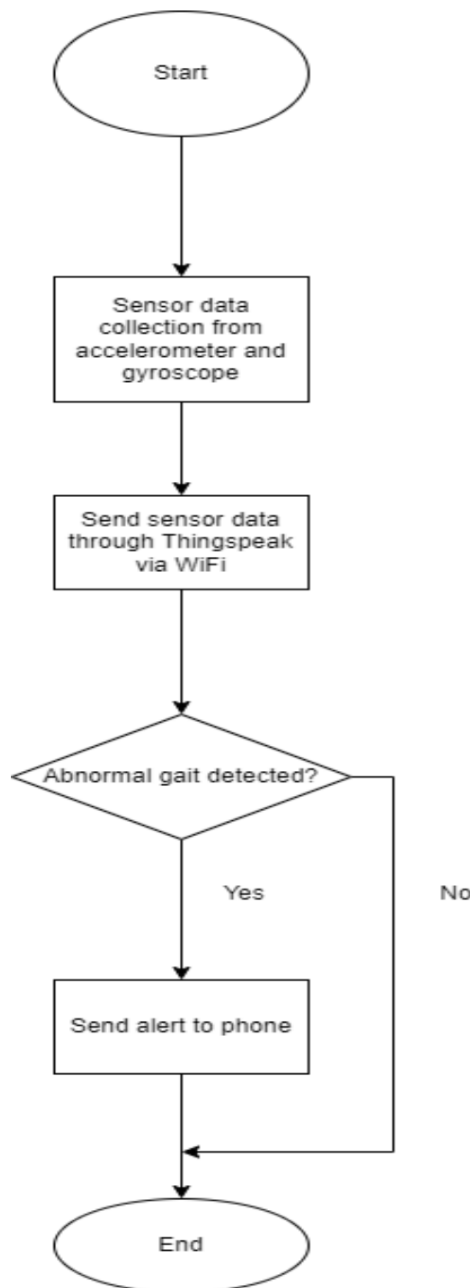 Start
Sensor data
collection from
accelerometer and
gyroscope
Send sensor data
through Thingspeak
via WiFi
Abnormal gait detected?
Yes
No
Send alert to phone
End